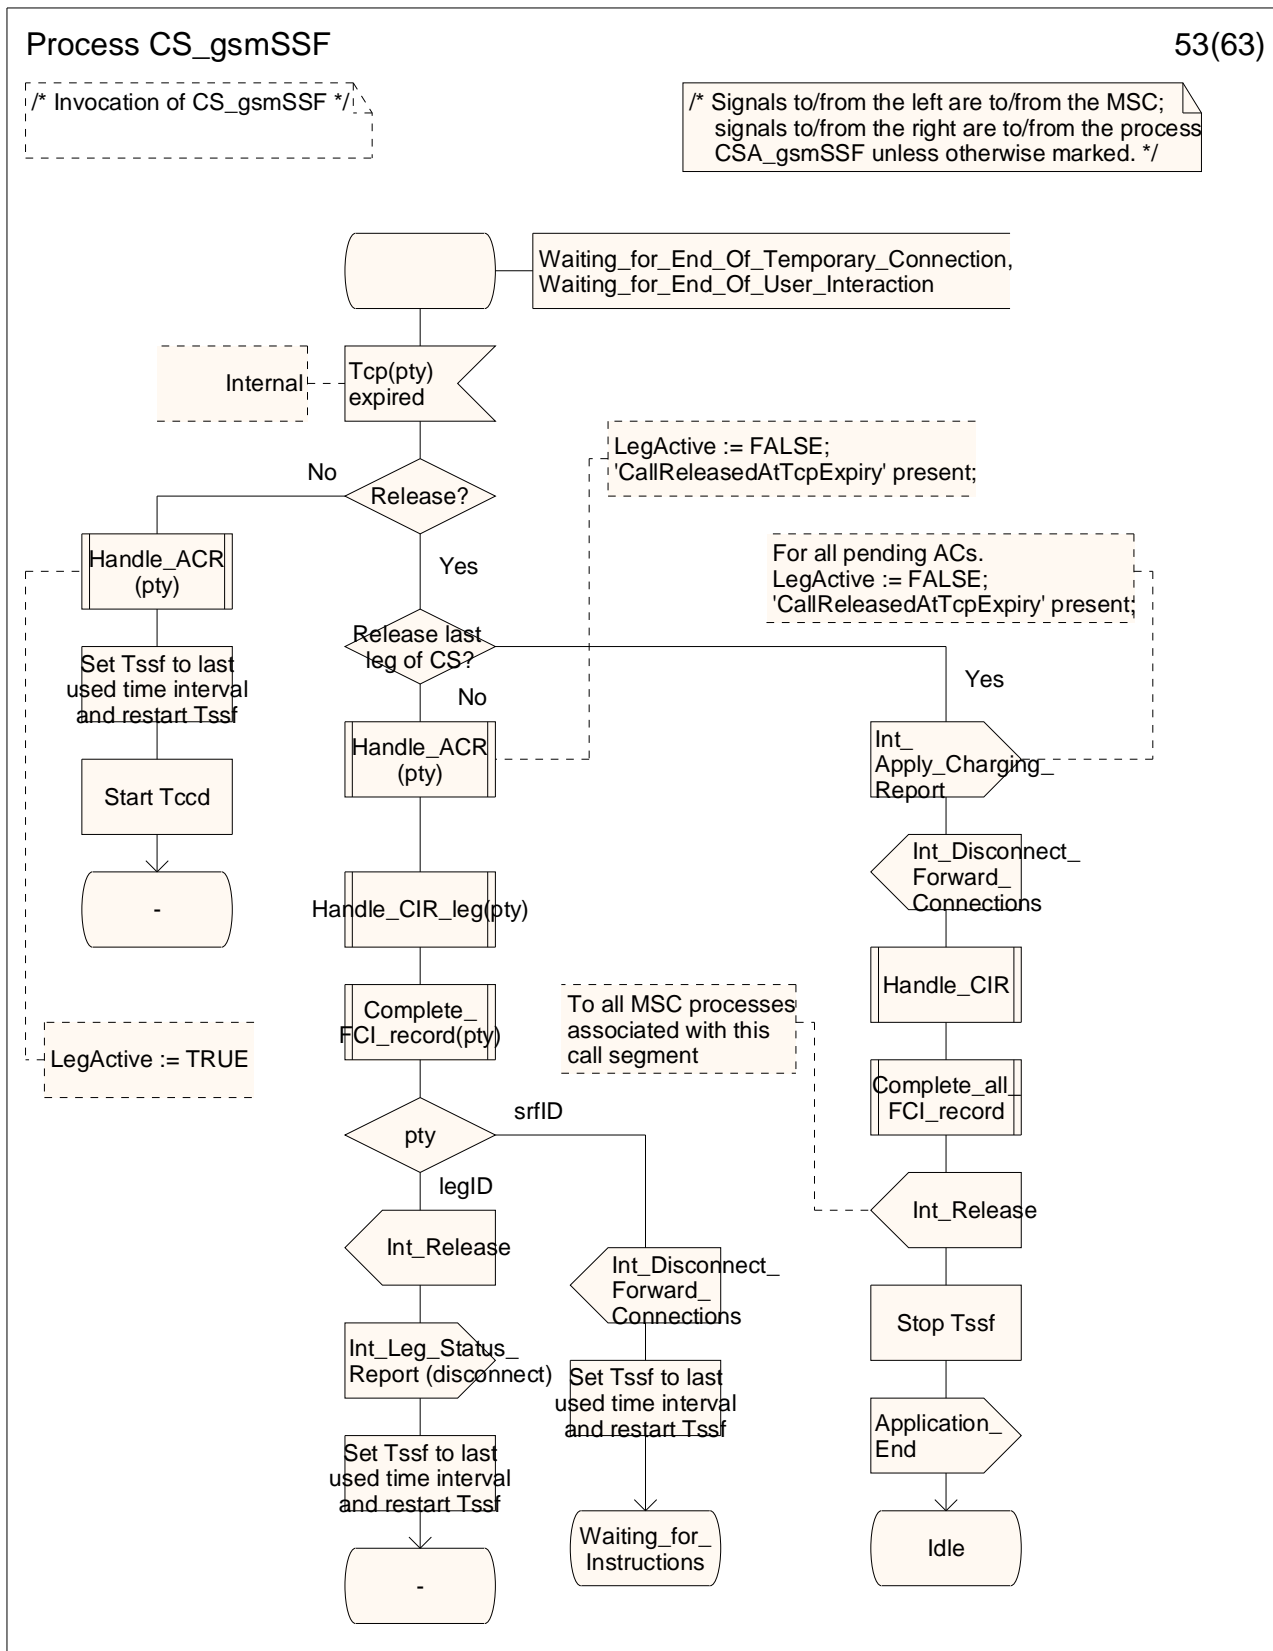 Process CS_gsmSSF
53(63)
/* Invocation of CS_gsmSSF */
/* Signals to/from the left are to/from the MSC;
signals to/from the right are to/from the process
CSA_gsmSSF unless otherwise marked. */
Waiting_for_End_Of_Temporary_Connection,
Waiting_for_End_Of_User_Interaction
Internal
Tcp(pty)
expired
LegActive := FALSE;
'CallReleasedAtTcpExpiry' present;
No
Release?
Yes
For all pending ACs.
LegActive := FALSE;
'CallReleasedAtTcpExpiry' present;
Handle_ACR
(pty)
Release last
leg of CS?
Yes
No
Set Tssf to last
used time interval
and restart Tssf
Handle_ACR
(pty)
Int_
Apply_Charging_
Report
Start Tccd
Int_Disconnect_
Forward_
Connections
-
Handle_CIR_leg(pty)
Handle_CIR
Complete_
FCI_record(pty)
To all MSC processes
associated with this
call segment
LegActive := TRUE
Complete_all_
FCI_record
pty
srfID
legID
Int_Release
Int_Release
Int_Disconnect_
Forward_
Connections
Stop Tssf
Int_Leg_Status_
Report (disconnect)
Set Tssf to last
used time interval
and restart Tssf
Application_
End
Set Tssf to last
used time interval
and restart Tssf
Waiting_for_
Instructions
Idle
-